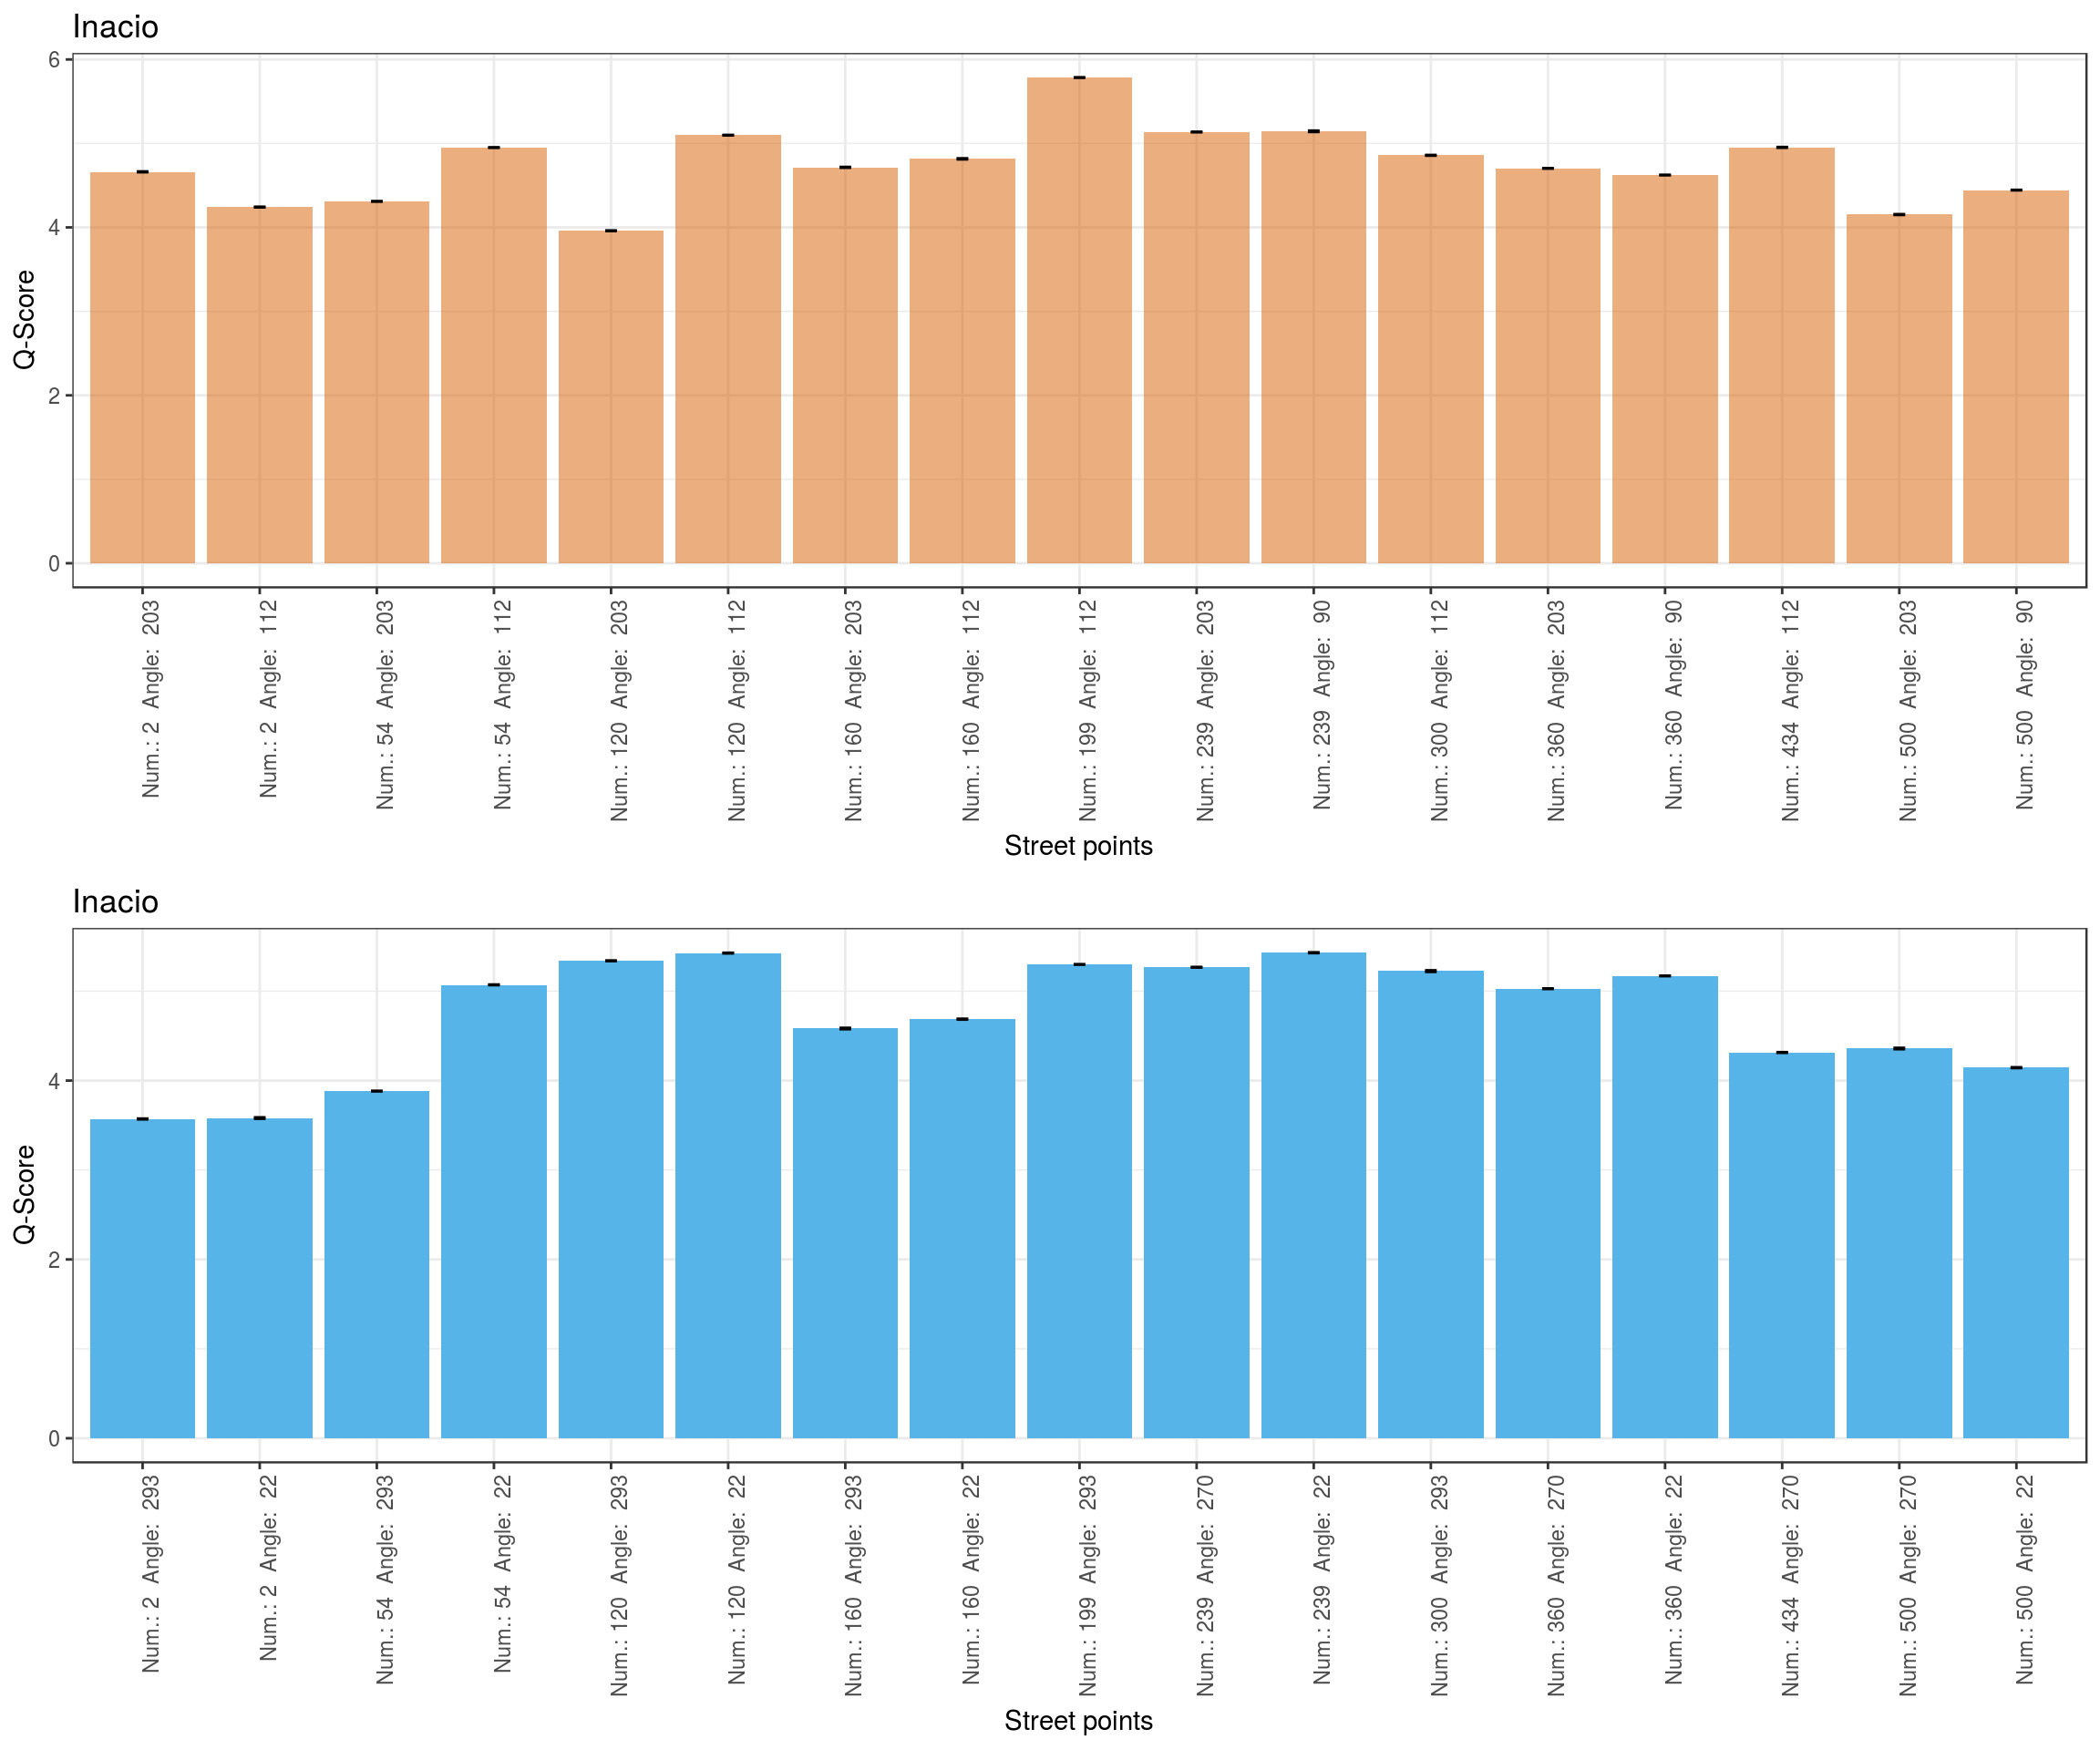 Inacio
6
4
2
0
Q-Score
Num.: 2 Angle: 203
Num.: 2 Angle: 112
Num.: 54 Angle: 203
Num.: 54 Angle: 112
Num.: 120 Angle: 203
Num.: 120 Angle: 112
Num.: 160 Angle: 203
Num.: 160 Angle: 112
Num.: 199 Angle: 112
Num.: 239 Angle: 203
Num.: 239 Angle: 90
Num.: 300 Angle: 112
Num.: 360 Angle: 203
Num.: 360 Angle: 90
Num.: 434 Angle: 112
Num.: 500 Angle: 203
Num.: 500 Angle: 90
Street points
Inacio
4
2
0
Q-Score
Num.: 2 Angle: 293
Num.: 2 Angle: 22
Num.: 54 Angle: 293
Num.: 54 Angle: 22
Num.: 120 Angle: 293
Num.: 120 Angle: 22
Num.: 160 Angle: 293
Num.: 160 Angle: 22
Num.: 199 Angle: 293
Num.: 239 Angle: 270
Num.: 239 Angle: 22
Num.: 300 Angle: 293
Num.: 360 Angle: 270
Num.: 360 Angle: 22
Num.: 434 Angle: 270
Num.: 500 Angle: 270
Num.: 500 Angle: 22
Street points